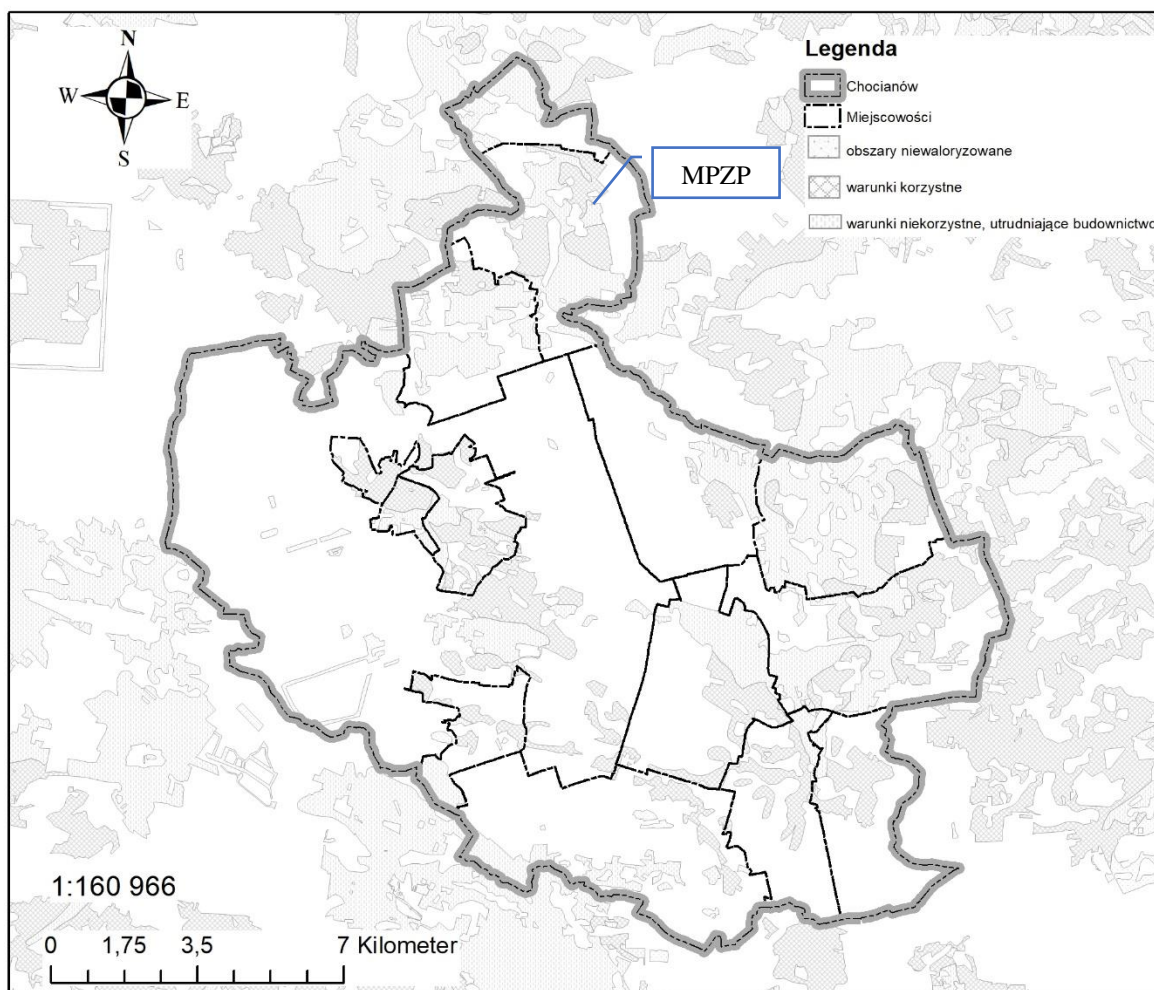 N
W E
S
MPZP
Legenda
Chocianów
Miejscowości
obszary niewaloryzowane
warunki korzystne
warunki niekorzystne, utrudniające budownictwo
1:160 966
0 1,75 3,5 7 Kilometer